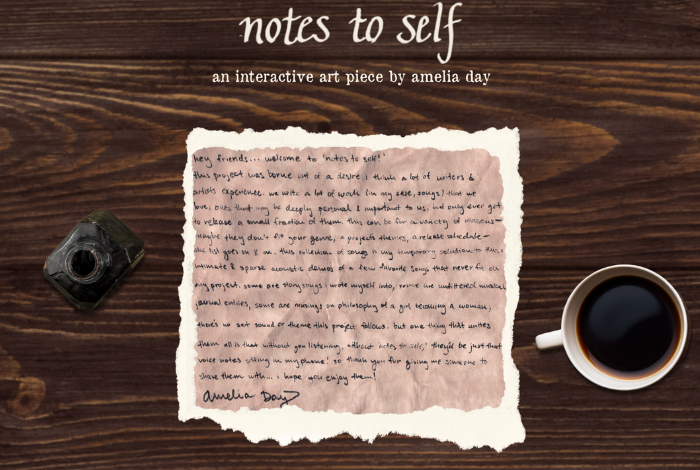 notes to self
an interactive art piece by amelia day
hey friends... welcome to 'notes to self!'
this project was borne out of a desire i think a lot of writers &
artists experience. we write a lot of work (in my case, songs) that we
love, ones that may be deeply personal & important to us, but only ever get
to release a small fraction of them. this can be for a variety of reasons—
maybe they don't fit your genre, a projects themes, a release schedule—
the list goes on & on. this collection of songs is my temporary solution to this:
intimate & sparse acoustic demos of a few favorite songs that never fit on
any project. some are story songs i wrote myself into, some are unfiltered musical
journal entries, some are musings on philosophy of a girl becoming a woman.
there's no set sound or theme this project follows. but one thing that unites
them all is that without you listening, without 'notes to self,' they'd be just that
voice notes sitting in my phone! so thank you for giving me someone to
share them with... i hope you enjoy them!
Amelia Day